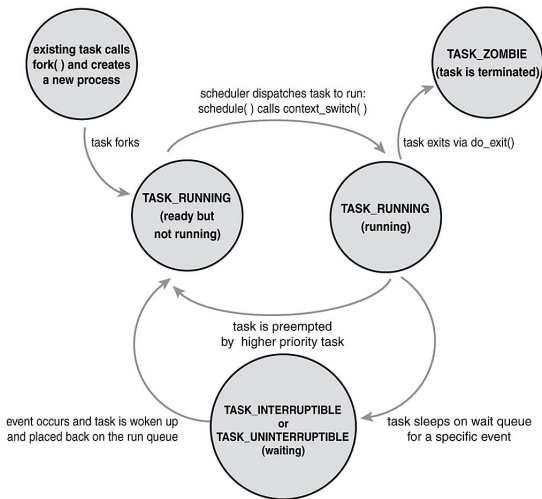 existing task calls
fork( ) and creates
a new process
TASK_ZOMBIE
(task is terminated)
scheduler dispatches task to run:
schedule( ) calls context_switch( )
task forks
task exits via do_exit()
TASK_RUNNING
(ready but
not running)
TASK_RUNNING
(running)
task is preempted
by higher priority task
event occurs and task is woken up
and placed back on the run queue
TASK_INTERRUPTIBLE
or
TASK_UNINTERRUPTIBLE
(waiting)
task sleeps on wait queue
for a specific event